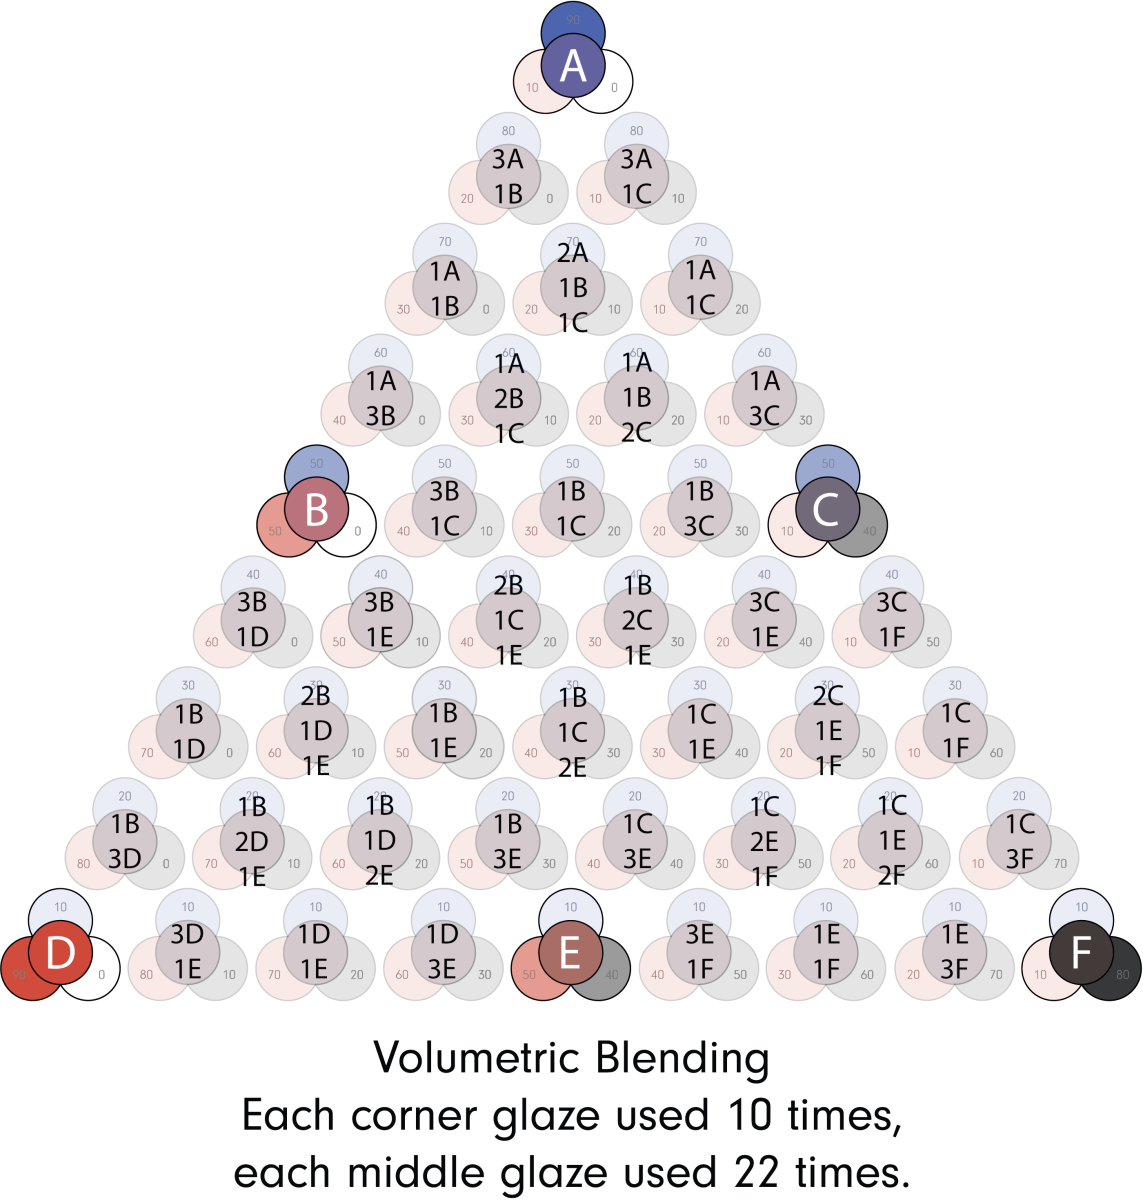 90
A
10 0
80 80
3A 3A
20 1B 0 10 1C 10
70 70 70
1A 2A 1A
1B
30 1B 0 20 1C 10 10 1C 20
60 60 60 60
1A 1A 1A 1A
2B 1B
40 3B 0 30 1C 10 20 2C 20 10 3C 30
50 50 50 50 50
B 3B 1B 1B C
50 0 40 1C 10 30 1C 20 20 3C 30 10 40
40 40 40 40 40 40
3B 3B 2B 1B 3C 3C
1C 2C
60 1D 0 50 1E 10 40 1E 20 30 1E 30 20 1E 40 10 1F 50
30 30 30 30 30 30 30
1B 2B 1B 1B 1C 2C 1C
1D 1C 1E
70 1D 0 60 1E 10 50 1E 20 40 2E 30 30 1E 40 20 1F 50 10 1F 60
20 20 20 20 20 20 20 20
1B 1B 1B 1B 1C 1C 1C 1C
2D 1D 2E 1E
80 3D 0 70 1E 10 60 2E 20 50 3E 30 40 3E 40 30 1F 50 20 2F 60 10 3F 70
10 10 10 10 10 10 10 10 10
D 3D 1D 1D E 3E 1E 1E F
90 0 80 1E 10 70 1E 20 60 3E 30 50 40 40 1F 50 30 1F 60 20 3F 70 10 80
Volumetric Blending
Each corner glaze used 10 times,
each middle glaze used 22 times.